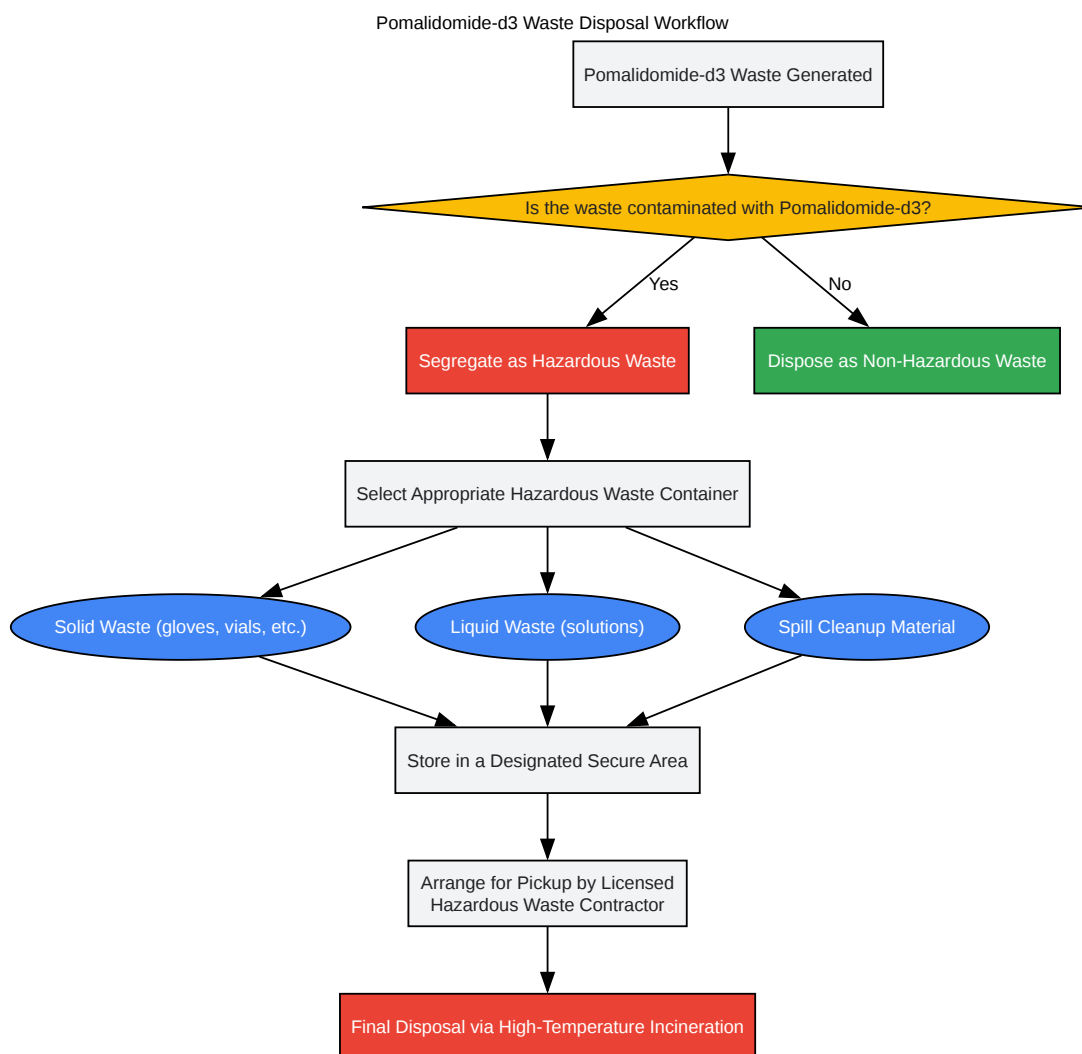 Pomalidomide-d3 Waste Disposal Workflow
Pomalidomide-d3 Waste Generated
Is the waste contaminated with Pomalidomide-d3?
Yes
No
Segregate as Hazardous Waste
Dispose as Non-Hazardous Waste
Select Appropriate Hazardous Waste Container
Solid Waste (gloves, vials, etc.)
Liquid Waste (solutions)
Spill Cleanup Material
Store in a Designated Secure Area
Arrange for Pickup by Licensed
Hazardous Waste Contractor
Final Disposal via High-Temperature Incineration